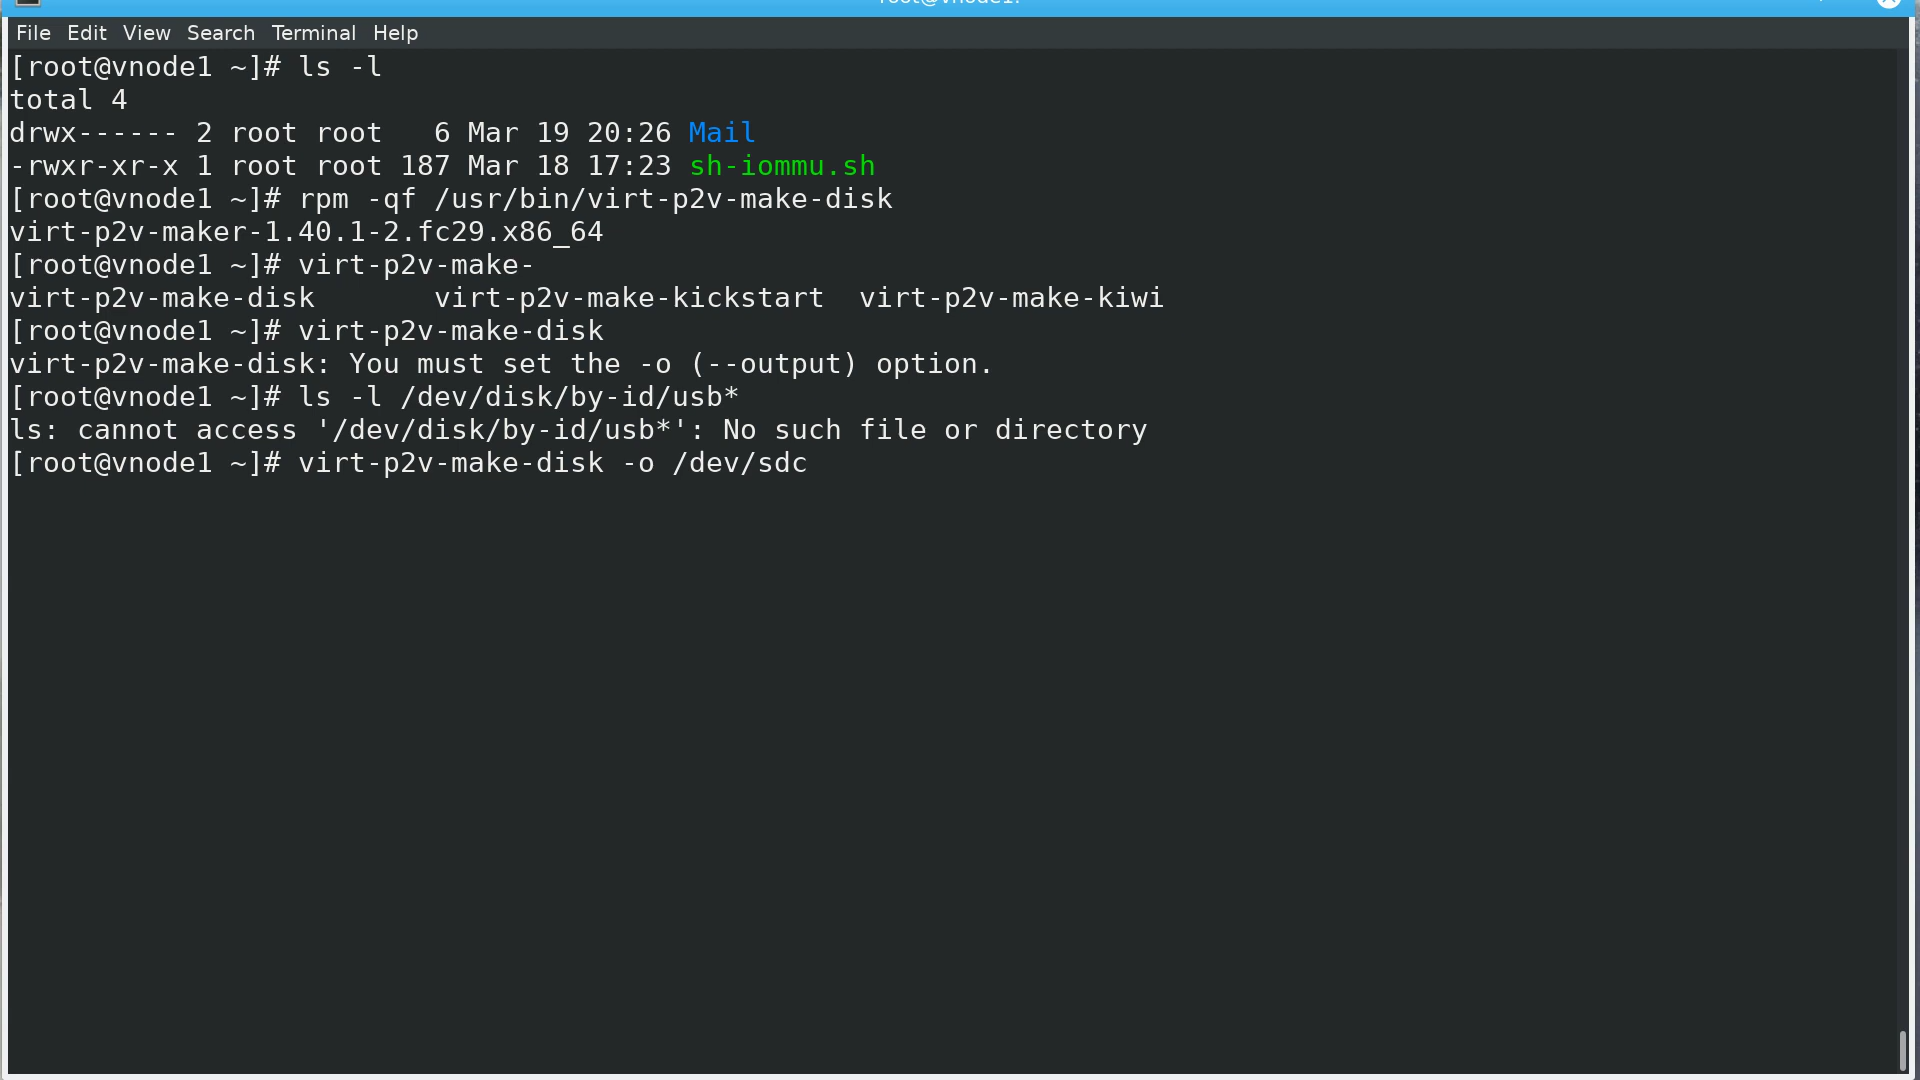 File Edit View Search Terminal Help
[root@vnode1 ~]# ls -l
total 4
drwx------ 2 root root   6 Mar 19 20:26 Mail
-rwxr-xr-x 1 root root 187 Mar 18 17:23 sh-iommu.sh
[root@vnode1 ~]# rpm -qf /usr/bin/virt-p2v-make-disk
virt-p2v-maker-1.40.1-2.fc29.x86_64
[root@vnode1 ~]# virt-p2v-make-
virt-p2v-make-disk       virt-p2v-make-kickstart  virt-p2v-make-kiwi
[root@vnode1 ~]# virt-p2v-make-disk
virt-p2v-make-disk: You must set the -o (--output) option.
[root@vnode1 ~]# ls -l /dev/disk/by-id/usb*
ls: cannot access '/dev/disk/by-id/usb*': No such file or directory
[root@vnode1 ~]# virt-p2v-make-disk -o /dev/sdc